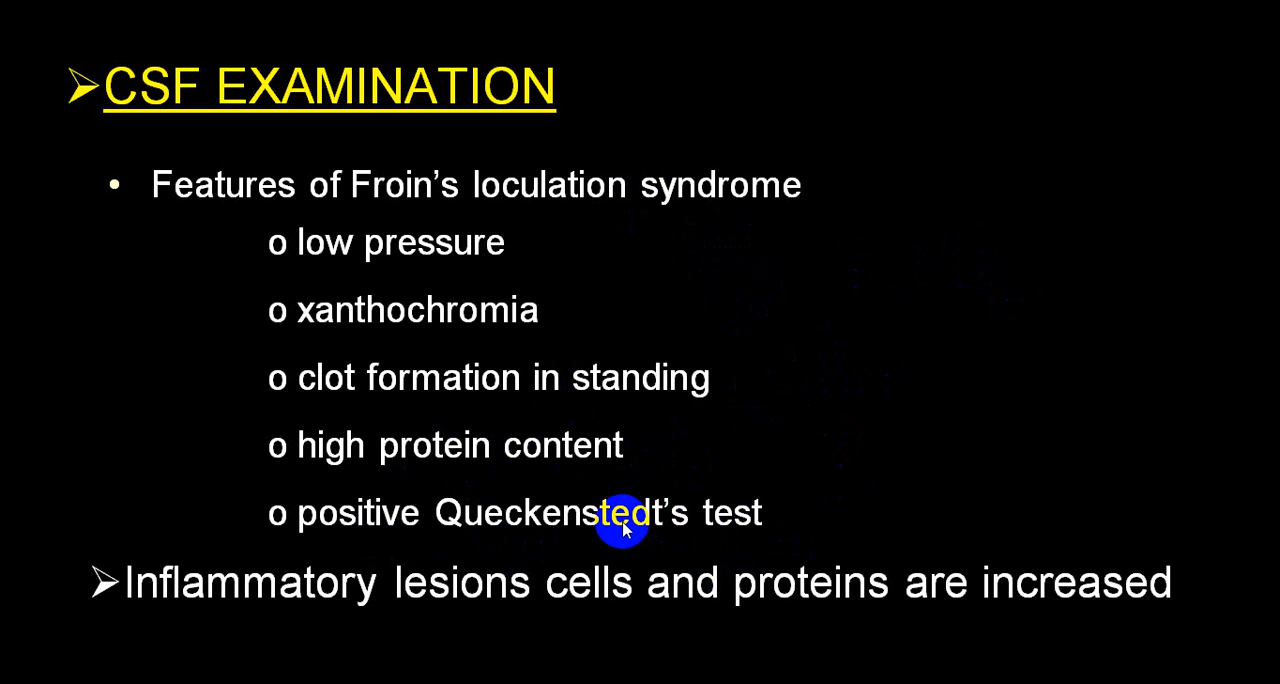 ➢CSF EXAMINATION
• Features of Froin’s loculation syndrome
o low pressure
o xanthochromia
o clot formation in standing
o high protein content
o positive Queckenstedt’s test
➢Inflammatory lesions cells and proteins are increased